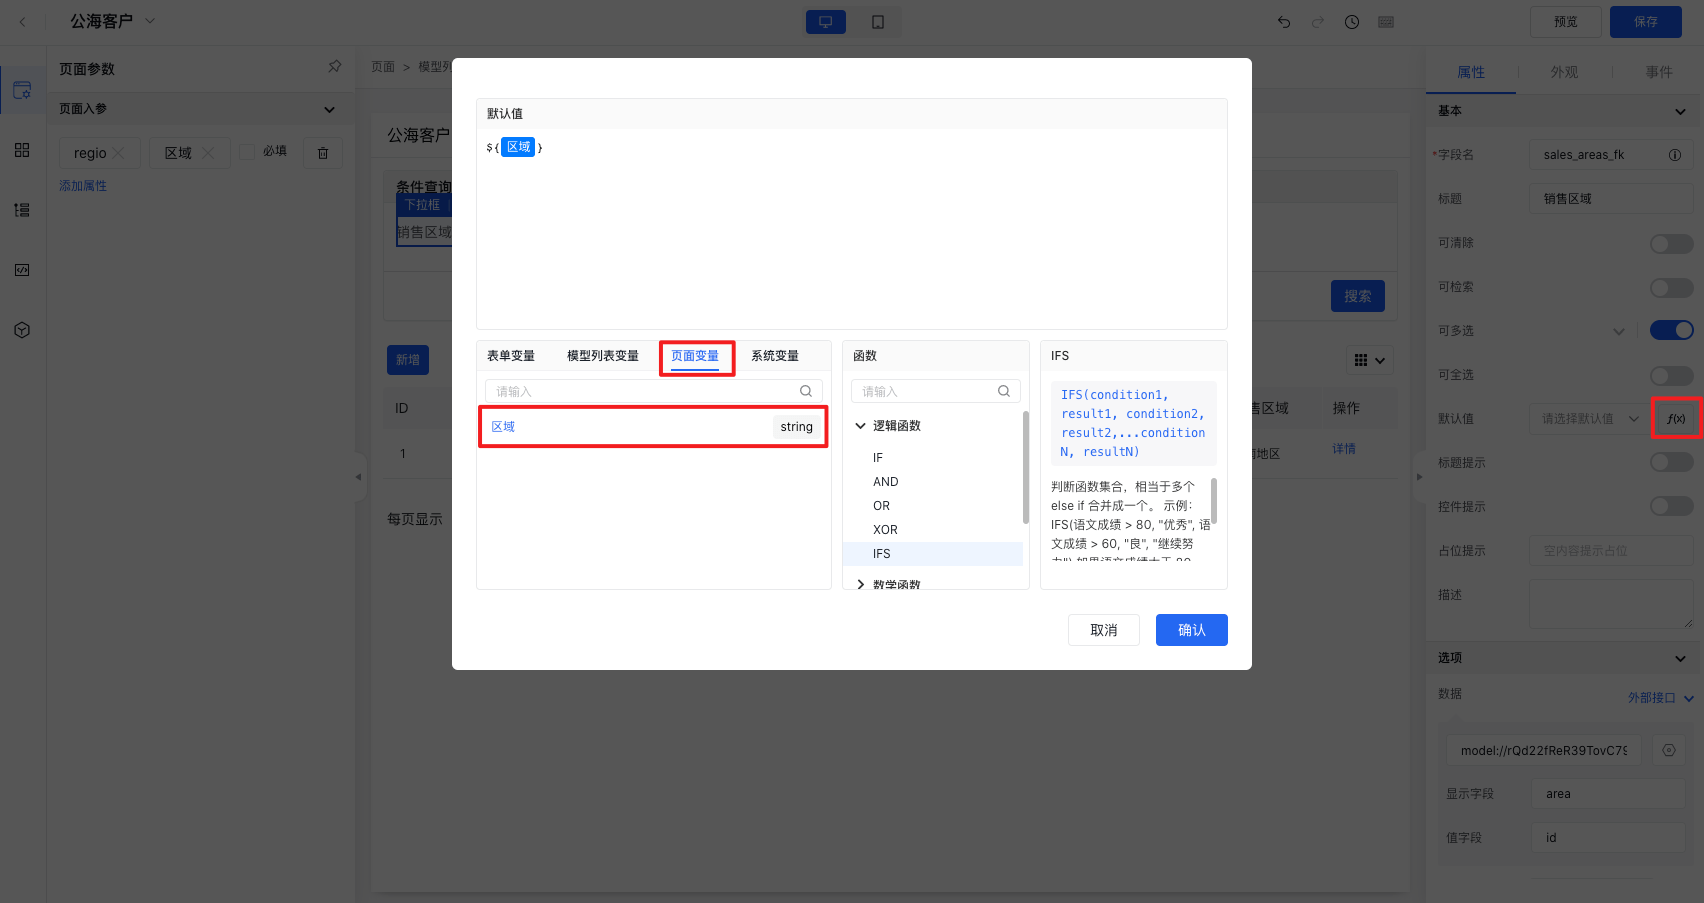 公海客户
预览
保存
页面参数
页面入参
regio
区域
必填
添加属性
页面 > 模型列
公海客户
条件查询
下拉框
销售区域
搜索
新增
ID
售区域
操作
1
地区
详情
每页显示
默认值
${区域}
表单变量
模型列表变量
页面变量
系统变量
请输入
区域
string
函数
请输入
逻辑函数
IF
AND
OR
XOR
IFS
数学函数
IFS
IFS(condition1,
result1, condition2,
result2,...condition
N, resultN)
判断函数集合，相当于多个
else if 合并成一个。 示例：
IFS(语文成绩 > 80, "优秀", 语
文成绩 > 60, "良", "继续努
取消
确认
属性
外观
事件
基本
*字段名
sales_areas_fk
标题
销售区域
可清除
可检索
可多选
可全选
默认值
请选择默认值
f(x)
标题提示
控件提示
占位提示
空内容提示占位
描述
选项
数据
外部接口
model://rQd22fReR39TovC79
显示字段
area
值字段
id